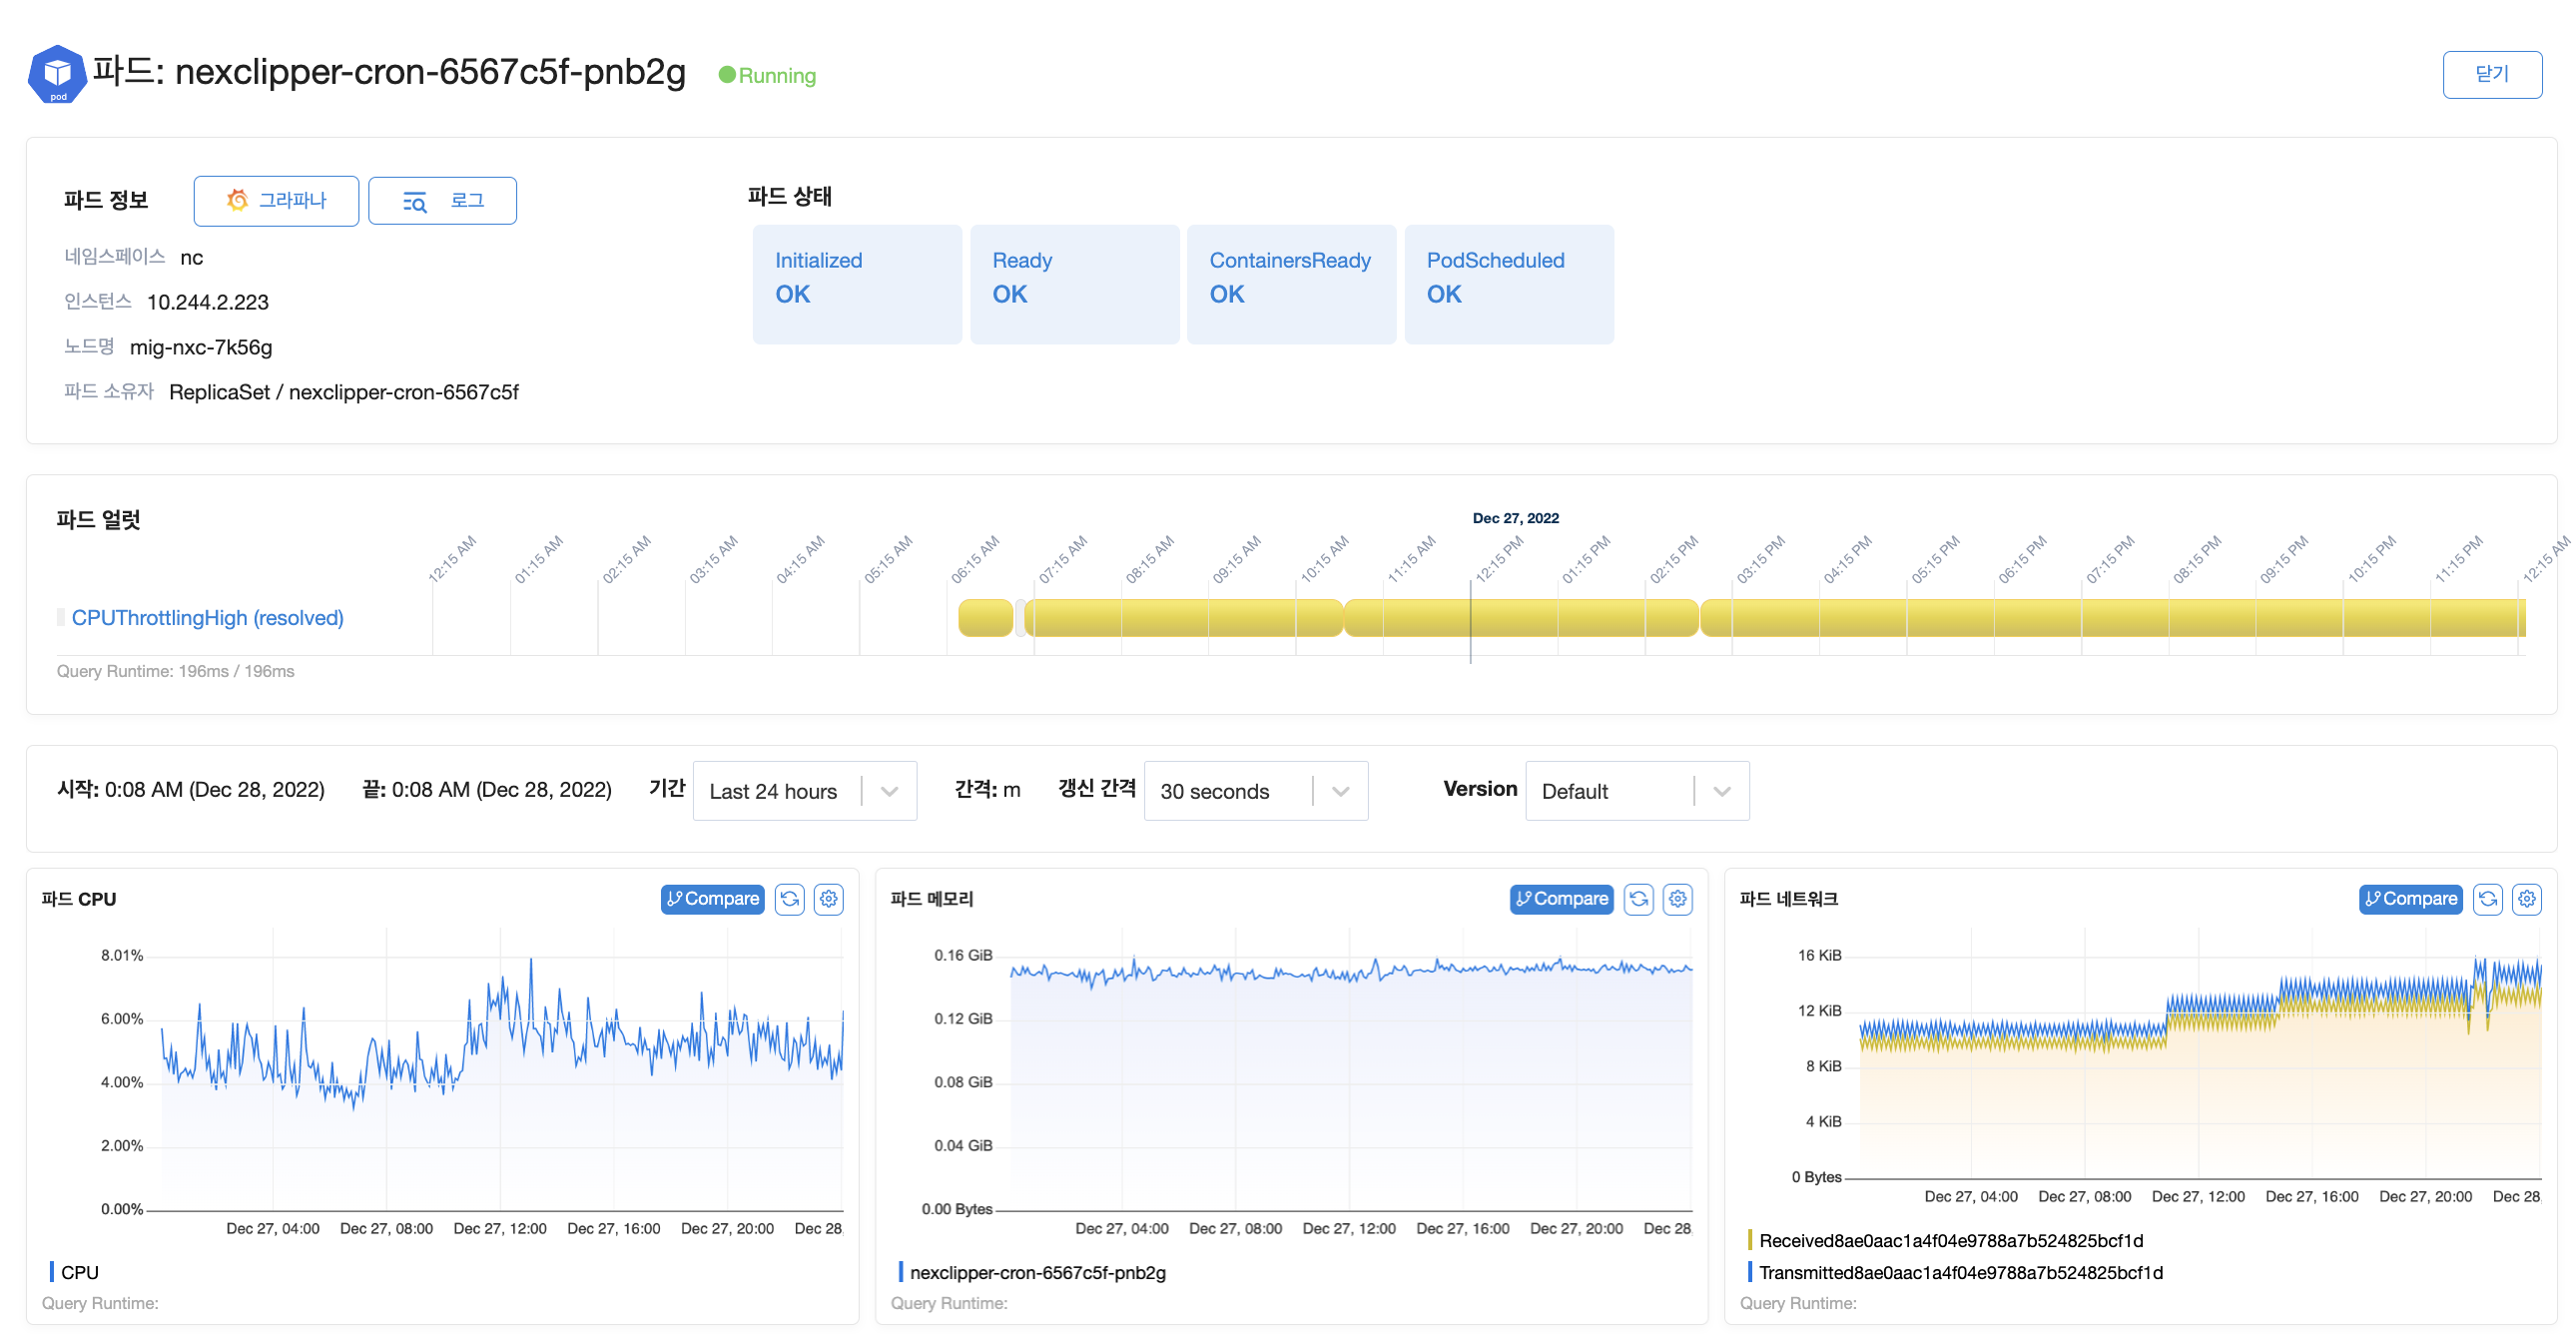 파드: nexclipper-cron-6567c5f-pnb2g Running 닫기
pod
파드 정보 그라파나 로그
네임스페이스 nc
인스턴스 10.244.2.223
노드명 mig-nxc-7k56g
파드 소유자 ReplicaSet / nexclipper-cron-6567c5f
파드 상태
Initialized Ready ContainersReady PodScheduled
OK OK OK OK
파드 얼럿
Dec 27, 2022
12:15 AM 01:15 AM 02:15 AM 03:15 AM 04:15 AM 05:15 AM 06:15 AM 07:15 AM 08:15 AM 09:15 AM 10:15 AM 11:15 AM 12:15 PM 01:15 PM 02:15 PM 03:15 PM 04:15 PM 05:15 PM 06:15 PM 07:15 PM 08:15 PM 09:15 PM 10:15 PM 11:15 PM 12:15 AM
CPUThrottlingHigh (resolved)
Query Runtime: 196ms / 196ms
시작: 0:08 AM (Dec 28, 2022) 끝: 0:08 AM (Dec 28, 2022) 기간 Last 24 hours 간격: m 갱신 간격 30 seconds Version Default
파드 CPU Compare
8.01%
6.00%
4.00%
2.00%
0.00%
Dec 27, 04:00 Dec 27, 08:00 Dec 27, 12:00 Dec 27, 16:00 Dec 27, 20:00 Dec 28,
CPU
Query Runtime:
파드 메모리 Compare
0.16 GiB
0.12 GiB
0.08 GiB
0.04 GiB
0.00 Bytes
Dec 27, 04:00 Dec 27, 08:00 Dec 27, 12:00 Dec 27, 16:00 Dec 27, 20:00 Dec 28
nexclipper-cron-6567c5f-pnb2g
Query Runtime:
파드 네트워크 Compare
16 KiB
12 KiB
8 KiB
4 KiB
0 Bytes
Dec 27, 04:00 Dec 27, 08:00 Dec 27, 12:00 Dec 27, 16:00 Dec 27, 20:00 Dec 28,
Received8ae0aac1a4f04e9788a7b524825bcf1d
Transmitted8ae0aac1a4f04e9788a7b524825bcf1d
Query Runtime: